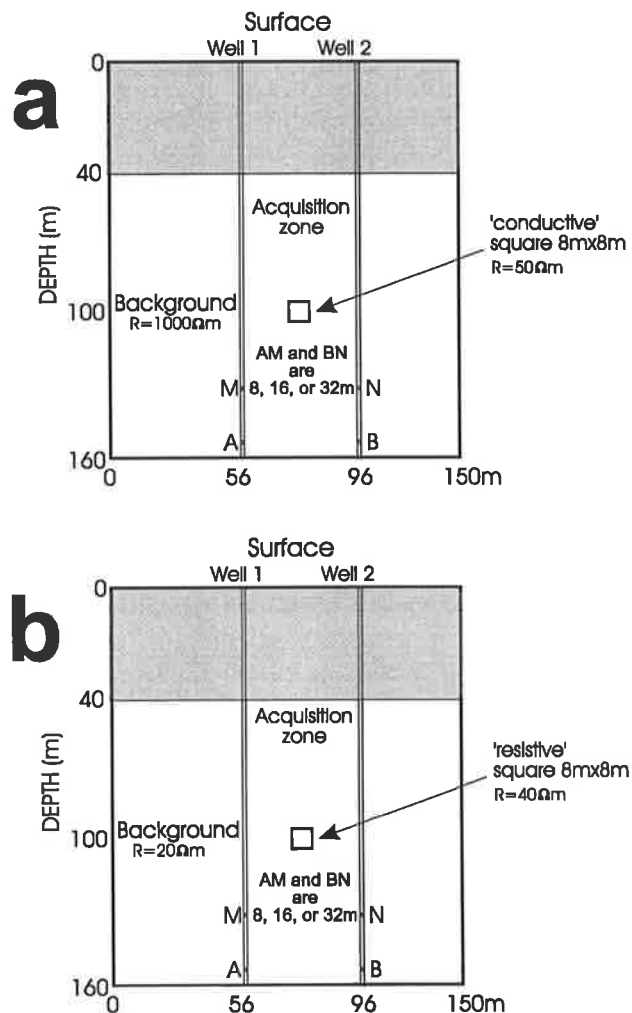 a
Surface
Well 1 Well 2
0
40
DEPTH (m)
Acquisition
zone
'conductive'
square 8mx8m
R=50Ωm
Background
R=1000Ωm
100
AM and BN
are
8, 16, or 32m
M N
A B
160
0 56 96 150m
b
Surface
Well 1 Well 2
0
40
DEPTH (m)
Acquisition
zone
'resistive'
square 8mx8m
R=40Ωm
Background
R=20Ωm
100
AM and BN
are
8, 16, or 32m
M N
A B
160
0 56 96 150m